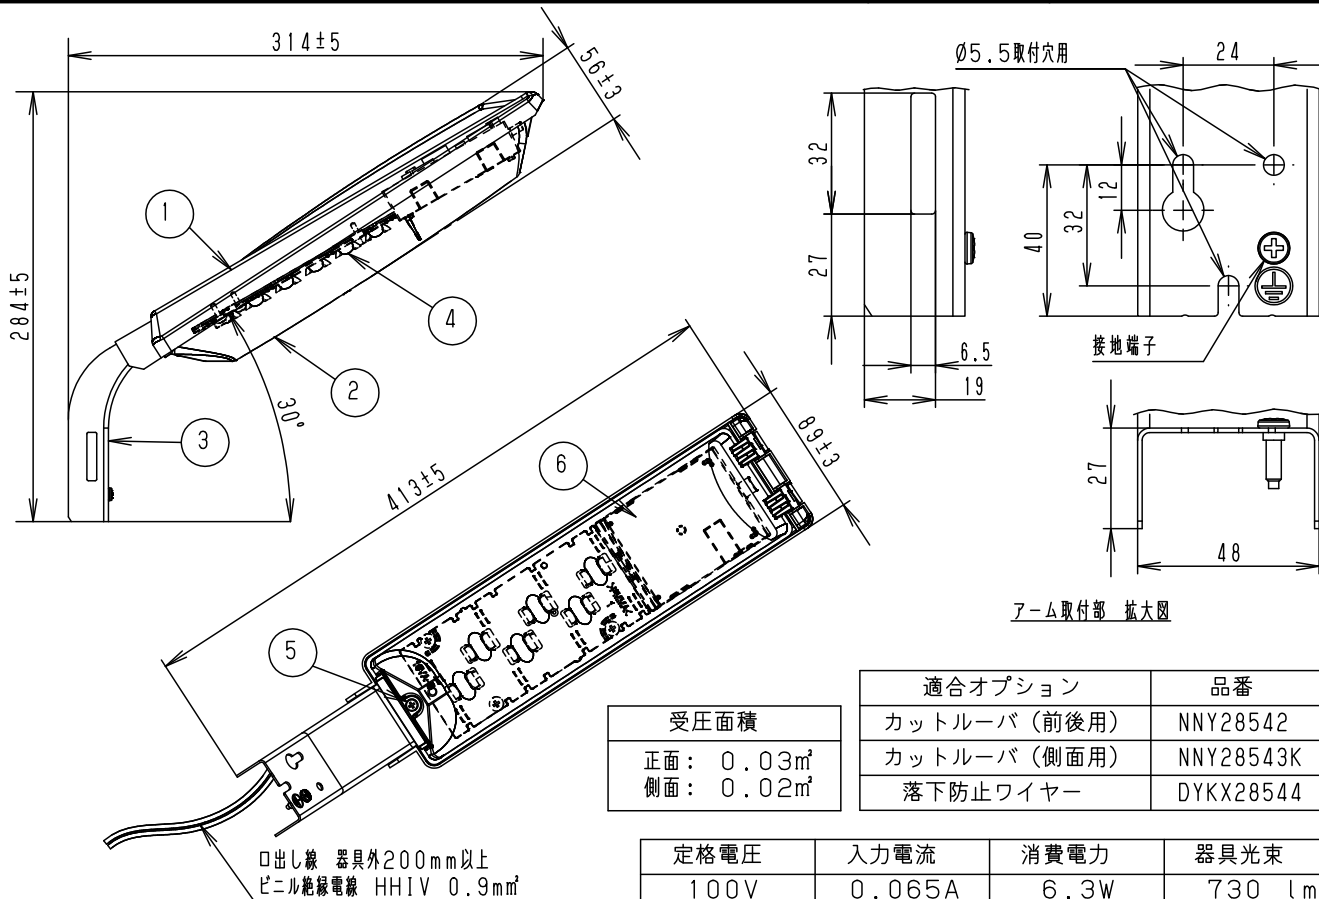 314±5
56±3
284±5
30°
1
2
3
4
413±5
89±3
5
6
Ø5.5取付穴用
24
32
27
6.5
19
40
32
12
接地端子
27
48
アーム取付部 拡大図
受圧面積
正面: 0.03㎡
側面: 0.02㎡
適合オプション 品番
カットルーバ (前後用) NNY28542
カットルーバ (側面用) NNY28543K
落下防止ワイヤー DYKX28544
口出し線 器具外200mm以上
ビニル絶縁電線 HHIV 0.9m㎡
定格電圧 入力電流 消費電力 器具光束
100V 0.065A 6.3W 730 lm